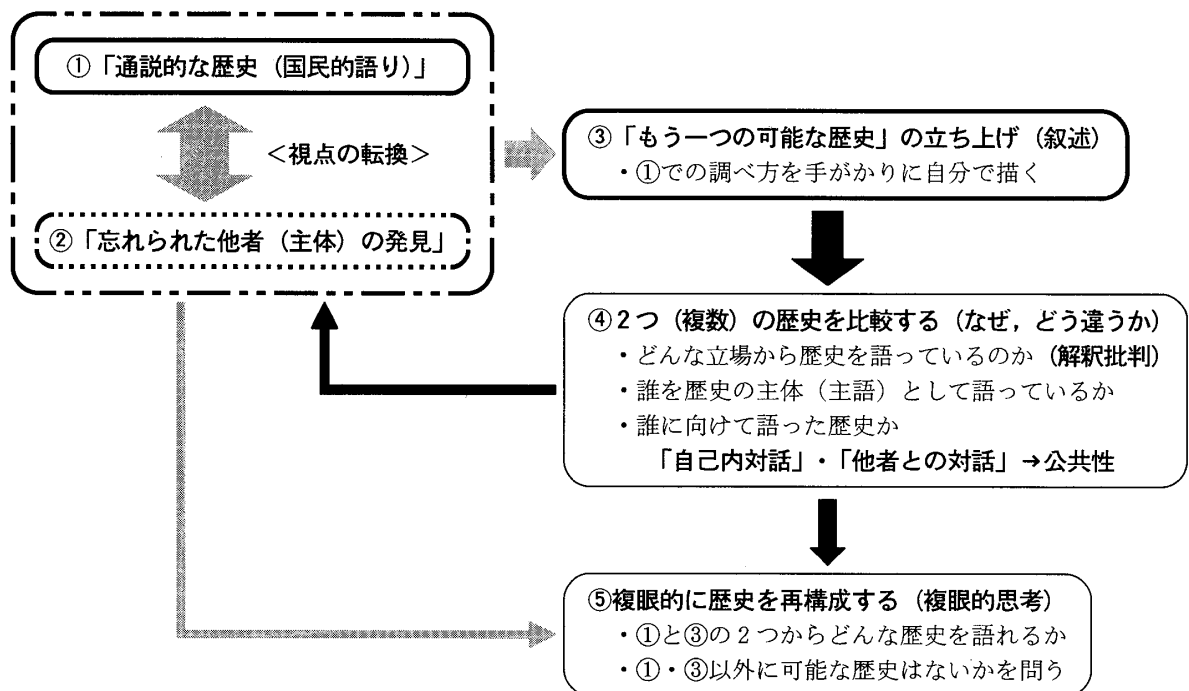 ①「通説的な歴史（国民的語り）」
＜視点の転換＞
②「忘れられた他者（主体）の発見」
③「もう一つの可能な歴史」の立ち上げ（叙述）
・①での調べ方を手がかりに自分で描く
④２つ（複数）の歴史を比較する（なぜ，どう違うか）
・どんな立場から歴史を語っているのか（解釈批判）
・誰を歴史の主体（主語）として語っているか
・誰に向けて語った歴史か
「自己内対話」・「他者との対話」→公共性
⑤複眼的に歴史を再構成する（複眼的思考）
・①と③の２つからどんな歴史を語れるか
・①・③以外に可能な歴史はないかを問う